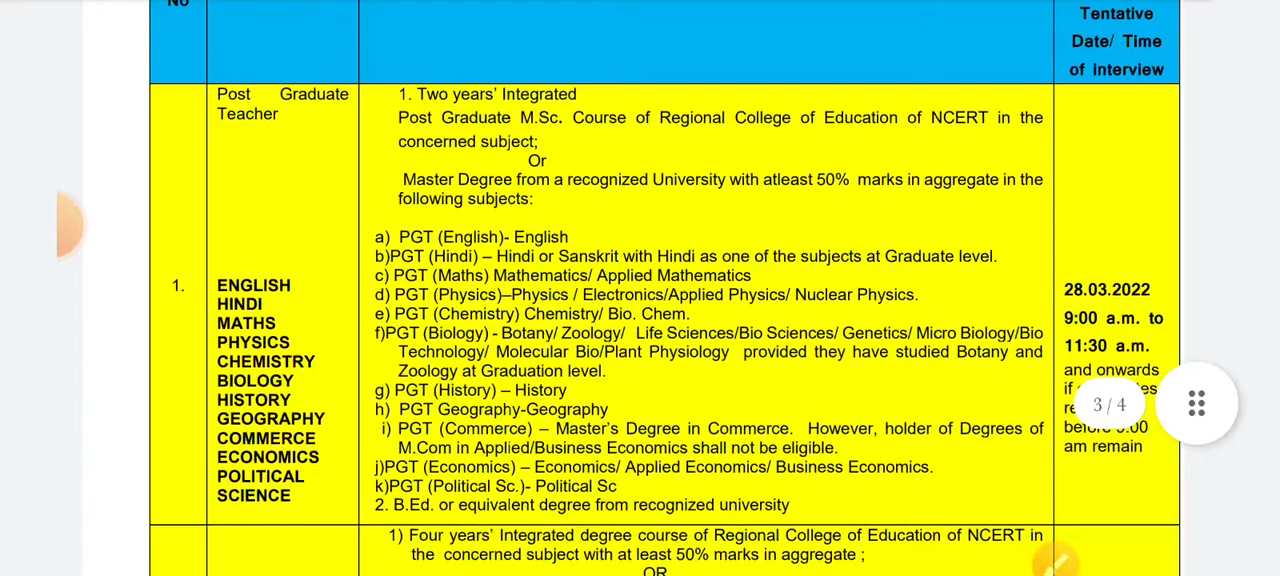 No
Tentative
Date/ Time
of interview
Post Graduate
Teacher
1. Two years' Integrated
Post Graduate M.Sc. Course of Regional College of Education of NCERT in the
concerned subject;
Or
Master Degree from a recognized University with atleast 50% marks in aggregate in the
following subjects:
a) PGT (English)- English
b)PGT (Hindi) – Hindi or Sanskrit with Hindi as one of the subjects at Graduate level.
c) PGT (Maths) Mathematics/ Applied Mathematics
d) PGT (Physics)–Physics / Electronics/Applied Physics/ Nuclear Physics.
e) PGT (Chemistry) Chemistry/ Bio. Chem.
f)PGT (Biology) - Botany/ Zoology/ Life Sciences/Bio Sciences/ Genetics/ Micro Biology/Bio
Technology/ Molecular Bio/Plant Physiology provided they have studied Botany and
Zoology at Graduation level.
g) PGT (History) – History
h) PGT Geography-Geography
i) PGT (Commerce) – Master's Degree in Commerce. However, holder of Degrees of
M.Com in Applied/Business Economics shall not be eligible.
j)PGT (Economics) – Economics/ Applied Economics/ Business Economics.
k)PGT (Political Sc.)- Political Sc
2. B.Ed. or equivalent degree from recognized university
1.
ENGLISH
HINDI
MATHS
PHYSICS
CHEMISTRY
BIOLOGY
HISTORY
GEOGRAPHY
COMMERCE
ECONOMICS
POLITICAL
SCIENCE
28.03.2022
9:00 a.m. to
11:30 a.m.
and onwards
if
am remain
3/4
1) Four years' Integrated degree course of Regional College of Education of NCERT in
the concerned subject with at least 50% marks in aggregate ;
OR